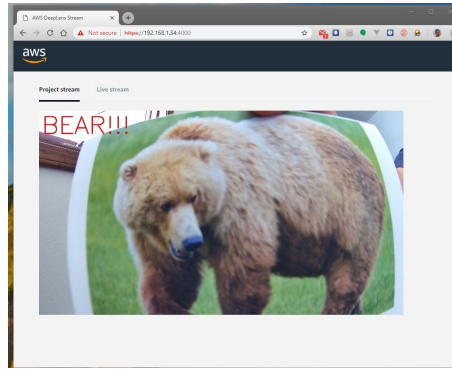 AWS DeepLens Stream
Not secure | https://192.168.1.34:4000
aws
Project stream Live stream
BEAR!!!